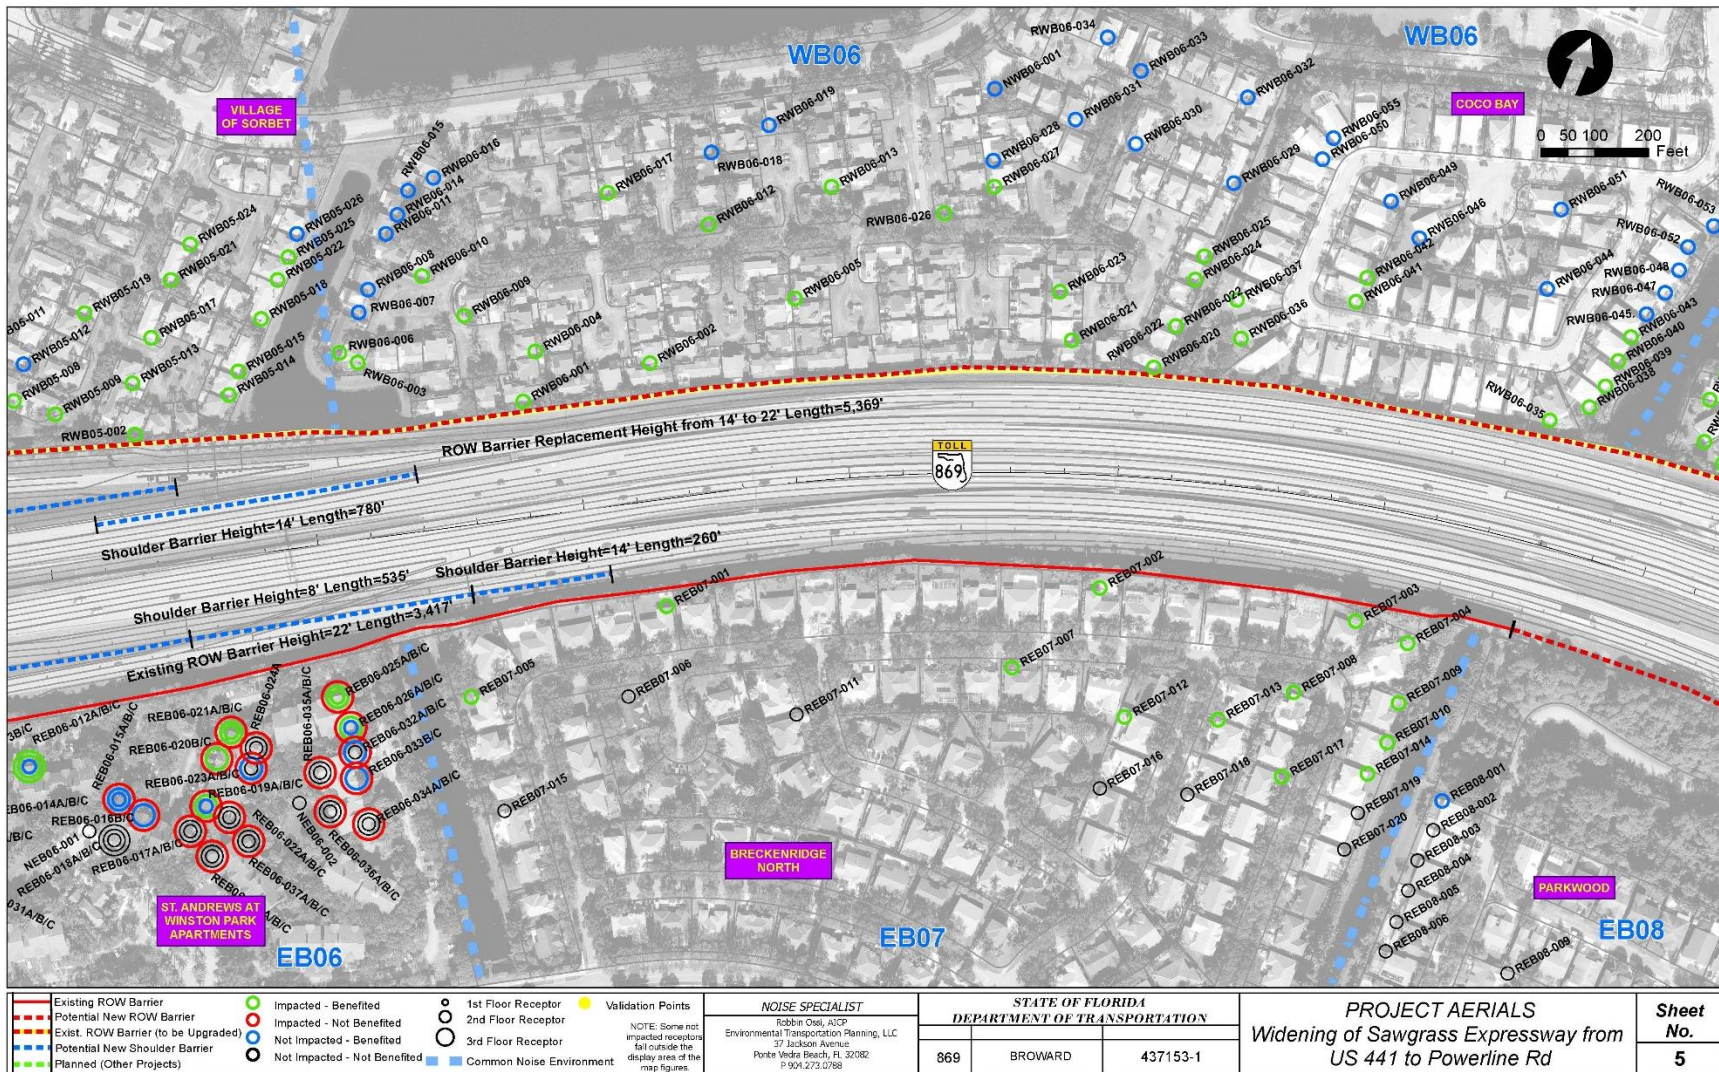 WB06
WB06
VILLAGE
OF SORBET
COCO BAY
0 50 100 200
Feet
RWB06-034
RWB06-033
NWB06-001
RWB06-032
RWB06-031
RWB06-019
RWB06-055
RWB06-050
RWB06-030
RWB06-028
RWB06-015
RWB06-016
RWB06-018
RWB06-017
RWB06-013
RWB06-027
RWB06-029
RWB06-049
RWB06-051
RWB06-053
RWB06-014
RWB06-011
RWB06-012
RWB06-026
RWB06-046
RWB06-052
RWB05-024
RWB05-026
RWB05-025
RWB05-022
RWB05-021
RWB06-008
RWB06-010
RWB06-025
RWB06-024
RWB06-042
RWB06-041
RWB06-044
RWB06-048
RWB06-047
RWB06-045
RWB05-019
RWB05-018
RWB06-007
RWB06-009
RWB06-005
RWB06-023
RWB06-037
RWB06-022
RWB06-022
RWB06-036
RWB06-043
RWB06-040
RWB06-039
RWB06-038
RWB05-012
RWB05-017
RWB05-015
RWB05-014
RWB06-006
RWB06-003
RWB06-004
RWB06-002
RWB06-001
RWB06-021
RWB06-020
RWB06-035
RWB05-008
RWB05-009
RWB05-013
RWB05-002
ROW Barrier Replacement Height from 14' to 22' Length=5,369'
TOLL
869
Shoulder Barrier Height=14' Length=780'
Shoulder Barrier Height=14' Length=260'
Shoulder Barrier Height=8' Length=535'
Existing ROW Barrier Height=22' Length=3,417'
REB07-001
REB07-002
REB07-003
REB07-004
REB07-005
REB07-006
REB07-007
REB07-008
REB07-009
REB07-010
REB07-011
REB07-012
REB07-013
REB07-014
REB07-015
REB07-016
REB07-017
REB07-018
REB07-019
REB07-020
REB08-001
REB08-002
REB08-003
REB08-004
REB08-005
REB08-006
REB08-009
REB06-012A/B/C
REB06-015A/B/C
REB06-021A/B/C
REB06-024A
REB06-035A/B/C
REB06-025A/B/C
REB06-026A/B/C
REB06-032A/B/C
REB06-033B/C
REB06-020B/C
REB06-023A/B/C
REB06-019A/B/C
REB06-034A/B/C
REB06-016B/C
NEB06-001
REB06-018A/B/C
REB06-017A/B/C
REB06-022A/B/C
NEB06-002
REB06-036A/B/C
REB06-037A/B/C
ST. ANDREWS AT
WINSTON PARK
APARTMENTS
BRECKENRIDGE
NORTH
PARKWOOD
EB06
EB07
EB08
Existing ROW Barrier
Potential New ROW Barrier
Exist. ROW Barrier (to be Upgraded)
Potential New Shoulder Barrier
Planned (Other Projects)
Impacted - Benefited
Impacted - Not Benefited
Not Impacted - Benefited
Not Impacted - Not Benefited
1st Floor Receptor
2nd Floor Receptor
3rd Floor Receptor
Common Noise Environment
Validation Points
NOTE: Some not
impacted receptors
fall outside the
display area of the
map figures.
NOISE SPECIALIST
Robbin Ossi, AICP
Environmental Transportation Planning, LLC
37 Jackson Avenue
Ponte Vedra Beach, FL 32082
P 904.273.0788
STATE OF FLORIDA
DEPARTMENT OF TRANSPORTATION
869 BROWARD 437153-1
PROJECT AERIALS
Widening of Sawgrass Expressway from
US 441 to Powerline Rd
Sheet
No.
5